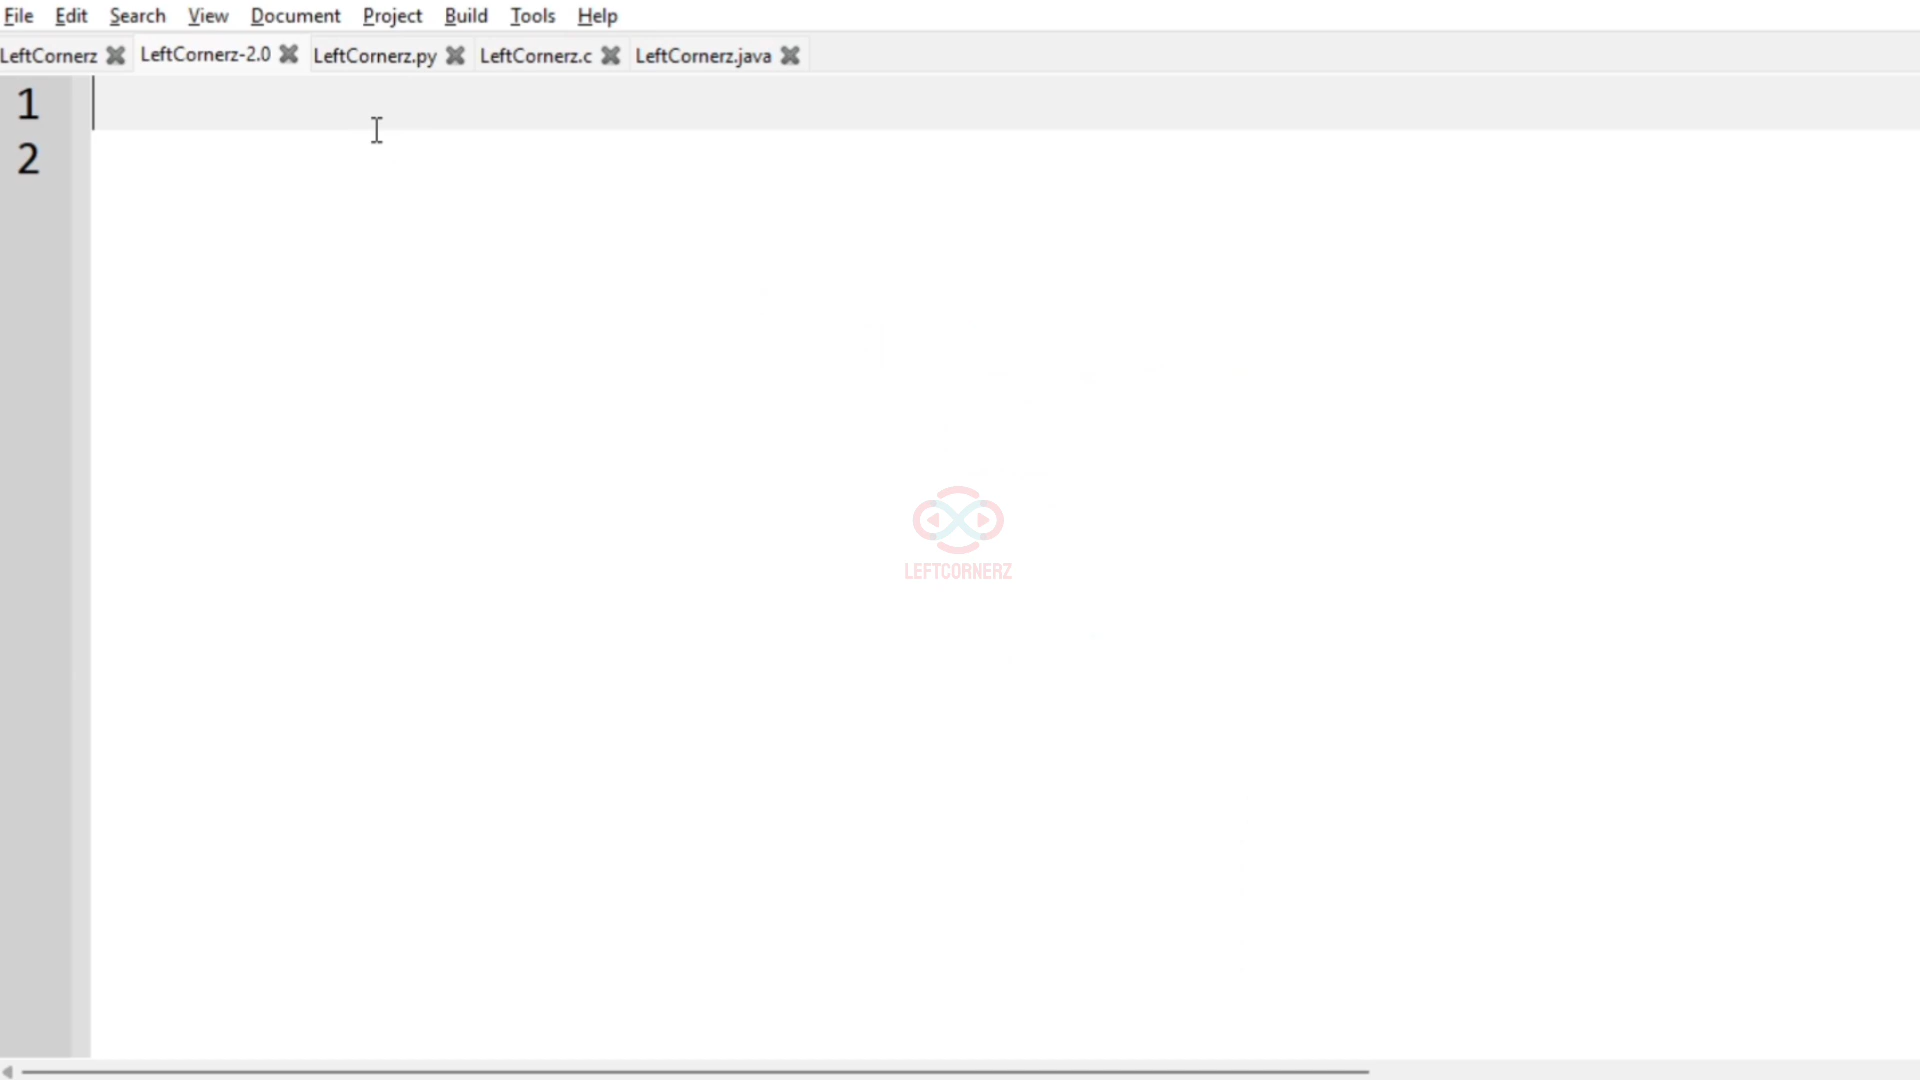 File Edit Search View Document Project Build Tools Help
LeftCornerz LeftCornerz-2.0 LeftCornerz.py LeftCornerz.c LeftCornerz.java
1
2
LEFTCORNERZ